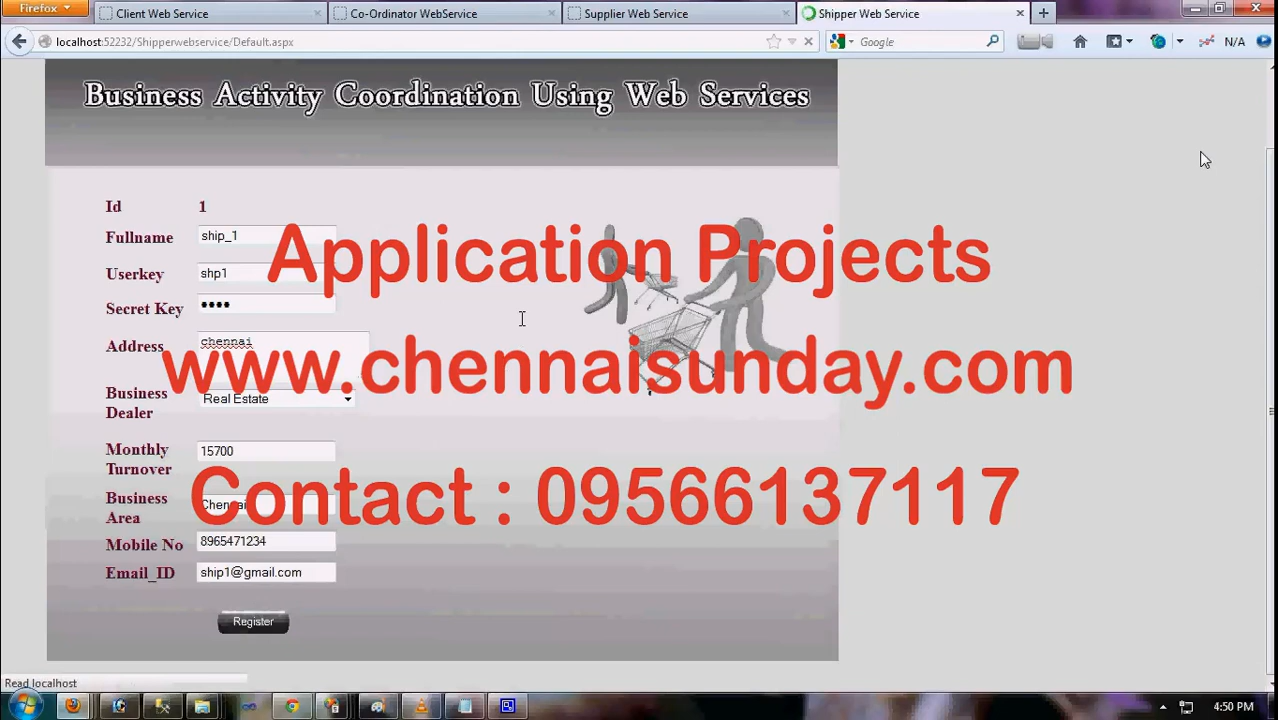 Firefox
Client Web Service
Co-Ordinator WebService
Supplier Web Service
Shipper Web Service
localhost:52232/Shipperwebservice/Default.aspx
Google
N/A
Business Activity Coordination Using Web Services
Id 1
Fullname ship_1
Userkey shp1
Secret Key ••••
Address chennai
Business Dealer Real Estate
Monthly Turnover 15700
Business Area Chennai
Mobile No 8965471234
Email_ID ship1@gmail.com
Register
Application Projects
www.chennaisunday.com
Contact : 09566137117
Read localhost
4:50 PM